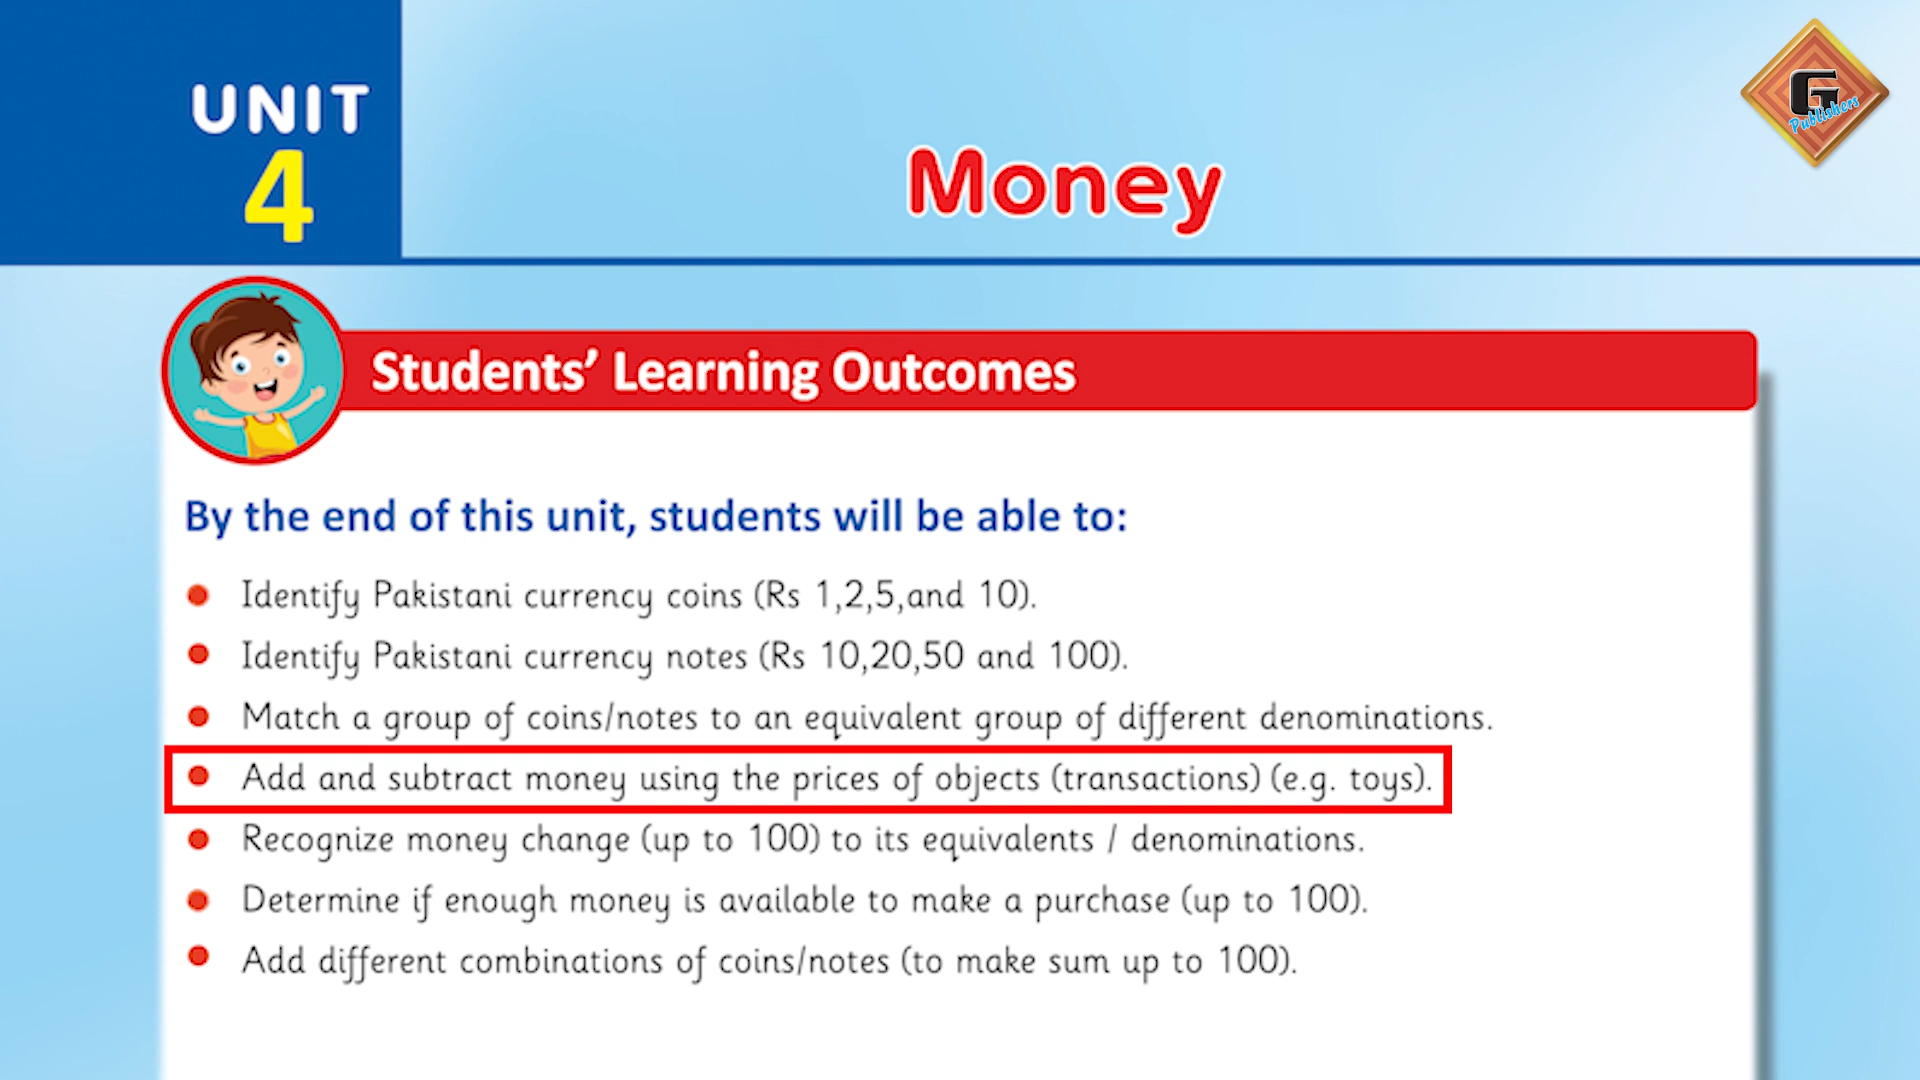 UNIT
4
Money
G
Publishers
Students’ Learning Outcomes
By the end of this unit, students will be able to:
● Identify Pakistani currency coins (Rs 1,2,5,and 10).
● Identify Pakistani currency notes (Rs 10,20,50 and 100).
● Match a group of coins/notes to an equivalent group of different denominations.
● Add and subtract money using the prices of objects (transactions) (e.g. toys).
● Recognize money change (up to 100) to its equivalents / denominations.
● Determine if enough money is available to make a purchase (up to 100).
● Add different combinations of coins/notes (to make sum up to 100).